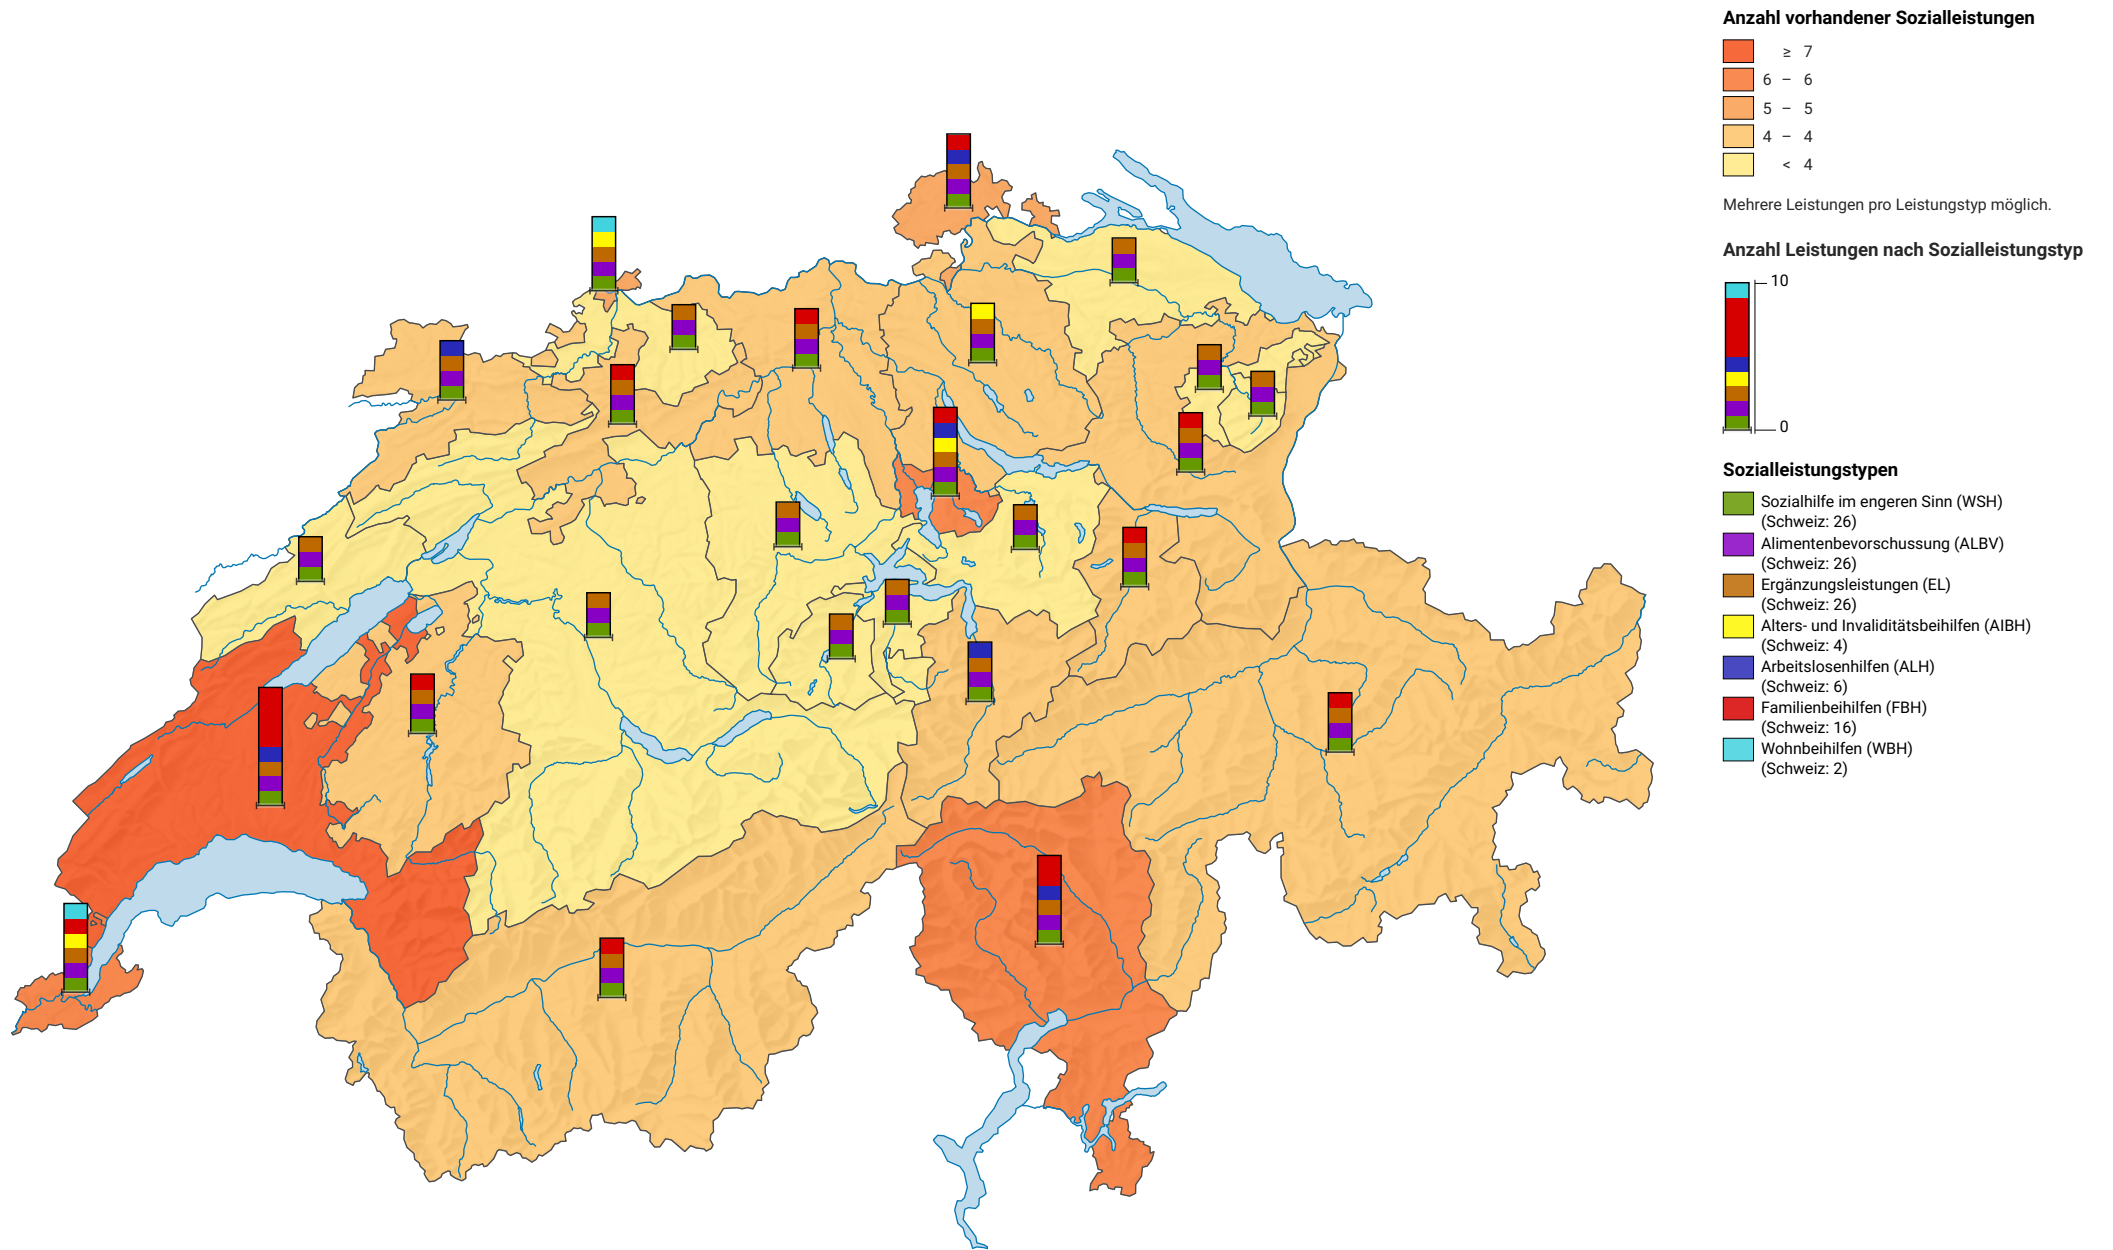 Anzahl vorhandener Sozialleistungen
≥ 7
6 – 6
5 – 5
4 – 4
< 4
Mehrere Leistungen pro Leistungstyp möglich.
Anzahl Leistungen nach Sozialleistungstyp
10
0
Sozialleistungstypen
Sozialhilfe im engeren Sinn (WSH)
(Schweiz: 26)
Alimentenbevorschussung (ALBV)
(Schweiz: 26)
Ergänzungsleistungen (EL)
(Schweiz: 26)
Alters- und Invaliditätsbeihilfen (AIBH)
(Schweiz: 4)
Arbeitslosenhilfen (ALH)
(Schweiz: 6)
Familienbeihilfen (FBH)
(Schweiz: 16)
Wohnbeihilfen (WBH)
(Schweiz: 2)